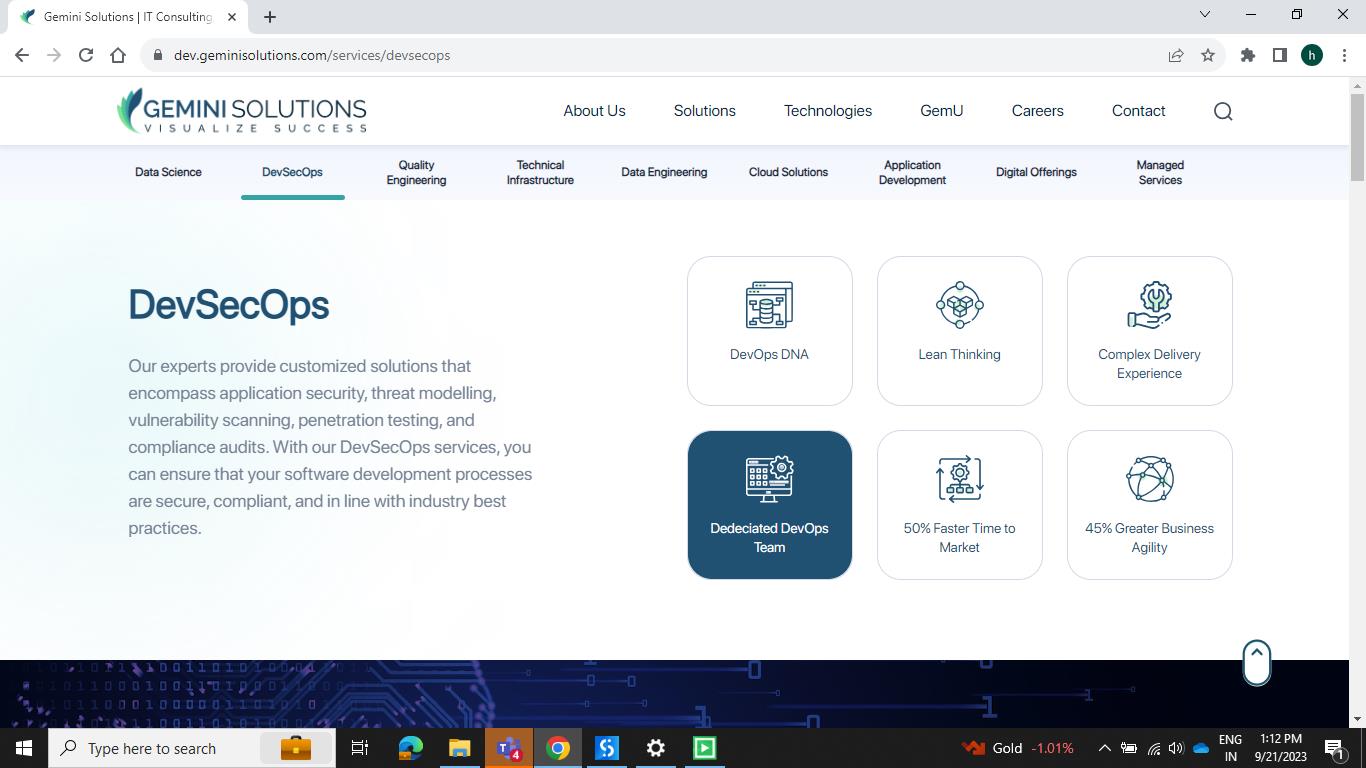 Gemini Solutions | IT Consulting
dev.geminisolutions.com/services/devsecops
h
GEMINI SOLUTIONS
VISUALIZE SUCCESS
About Us
Solutions
Technologies
GemU
Careers
Contact
Data Science
DevSecOps
Quality
Engineering
Technical
Infrastructure
Data Engineering
Cloud Solutions
Application
Development
Digital Offerings
Managed
Services
DevSecOps
Our experts provide customized solutions that
encompass application security, threat modelling,
vulnerability scanning, penetration testing, and
compliance audits. With our DevSecOps services, you
can ensure that your software development processes
are secure, compliant, and in line with industry best
practices.
DevOps DNA
Lean Thinking
Complex Delivery
Experience
Dedeciated DevOps
Team
50% Faster Time to
Market
45% Greater Business
Agility
Type here to search
4
Gold -1.01%
ENG
IN
1:12 PM
9/21/2023
1